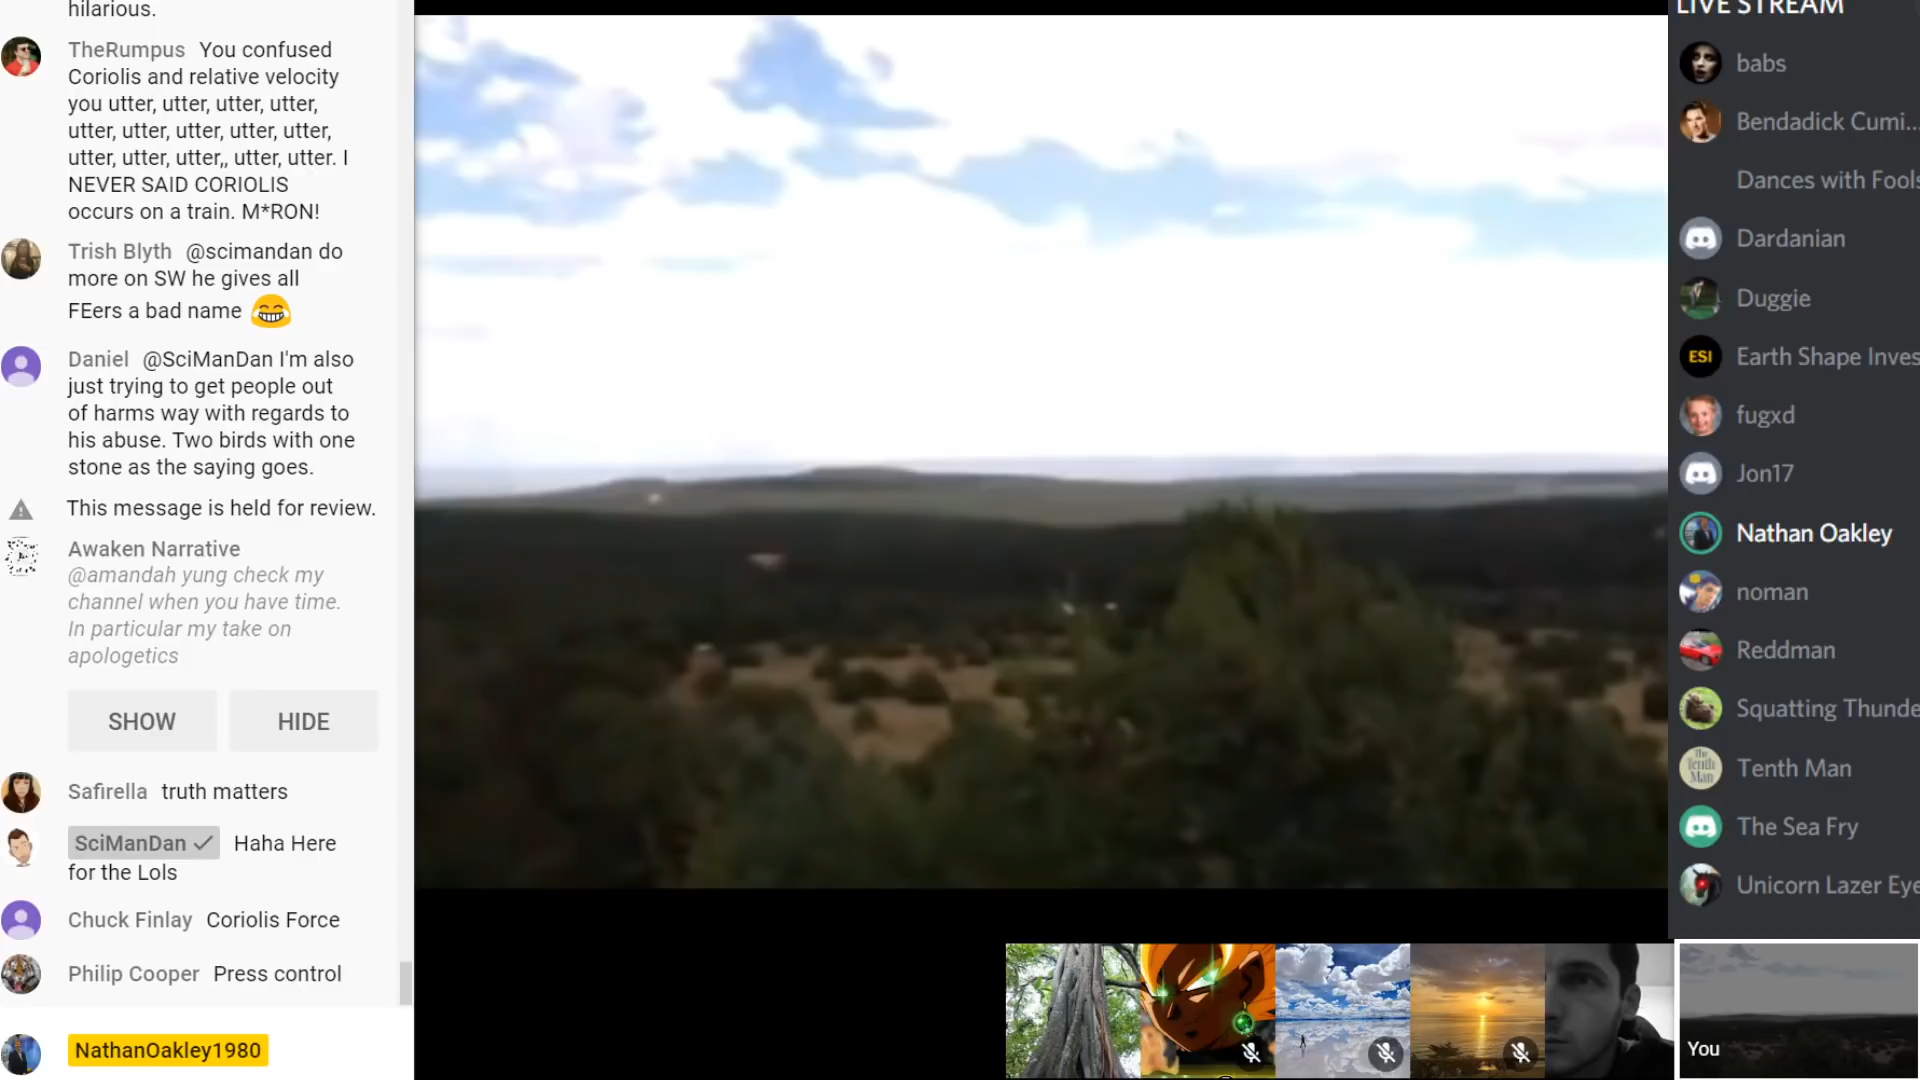 hilarious.
TheRumpus You confused
Coriolis and relative velocity
you utter, utter, utter, utter,
utter, utter, utter, utter, utter,
utter, utter, utter,, utter, utter. I
NEVER SAID CORIOLIS
occurs on a train. M*RON!
Trish Blyth @scimandan do
more on SW he gives all
FEers a bad name
Daniel @SciManDan I'm also
just trying to get people out
of harms way with regards to
his abuse. Two birds with one
stone as the saying goes.
This message is held for review.
Awaken Narrative
@amandah yung check my
channel when you have time.
In particular my take on
apologetics
SHOW HIDE
Safirella truth matters
SciManDan Haha Here
for the Lols
Chuck Finlay Coriolis Force
Philip Cooper Press control
NathanOakley1980
LIVE STREAM
babs
Bendadick Cumi...
Dances with Fools
Dardanian
Duggie
ESI Earth Shape Inves
fugxd
Jon17
Nathan Oakley
noman
Reddman
Squatting Thunde
The Tenth Man
Tenth Man
The Sea Fry
Unicorn Lazer Eye
You